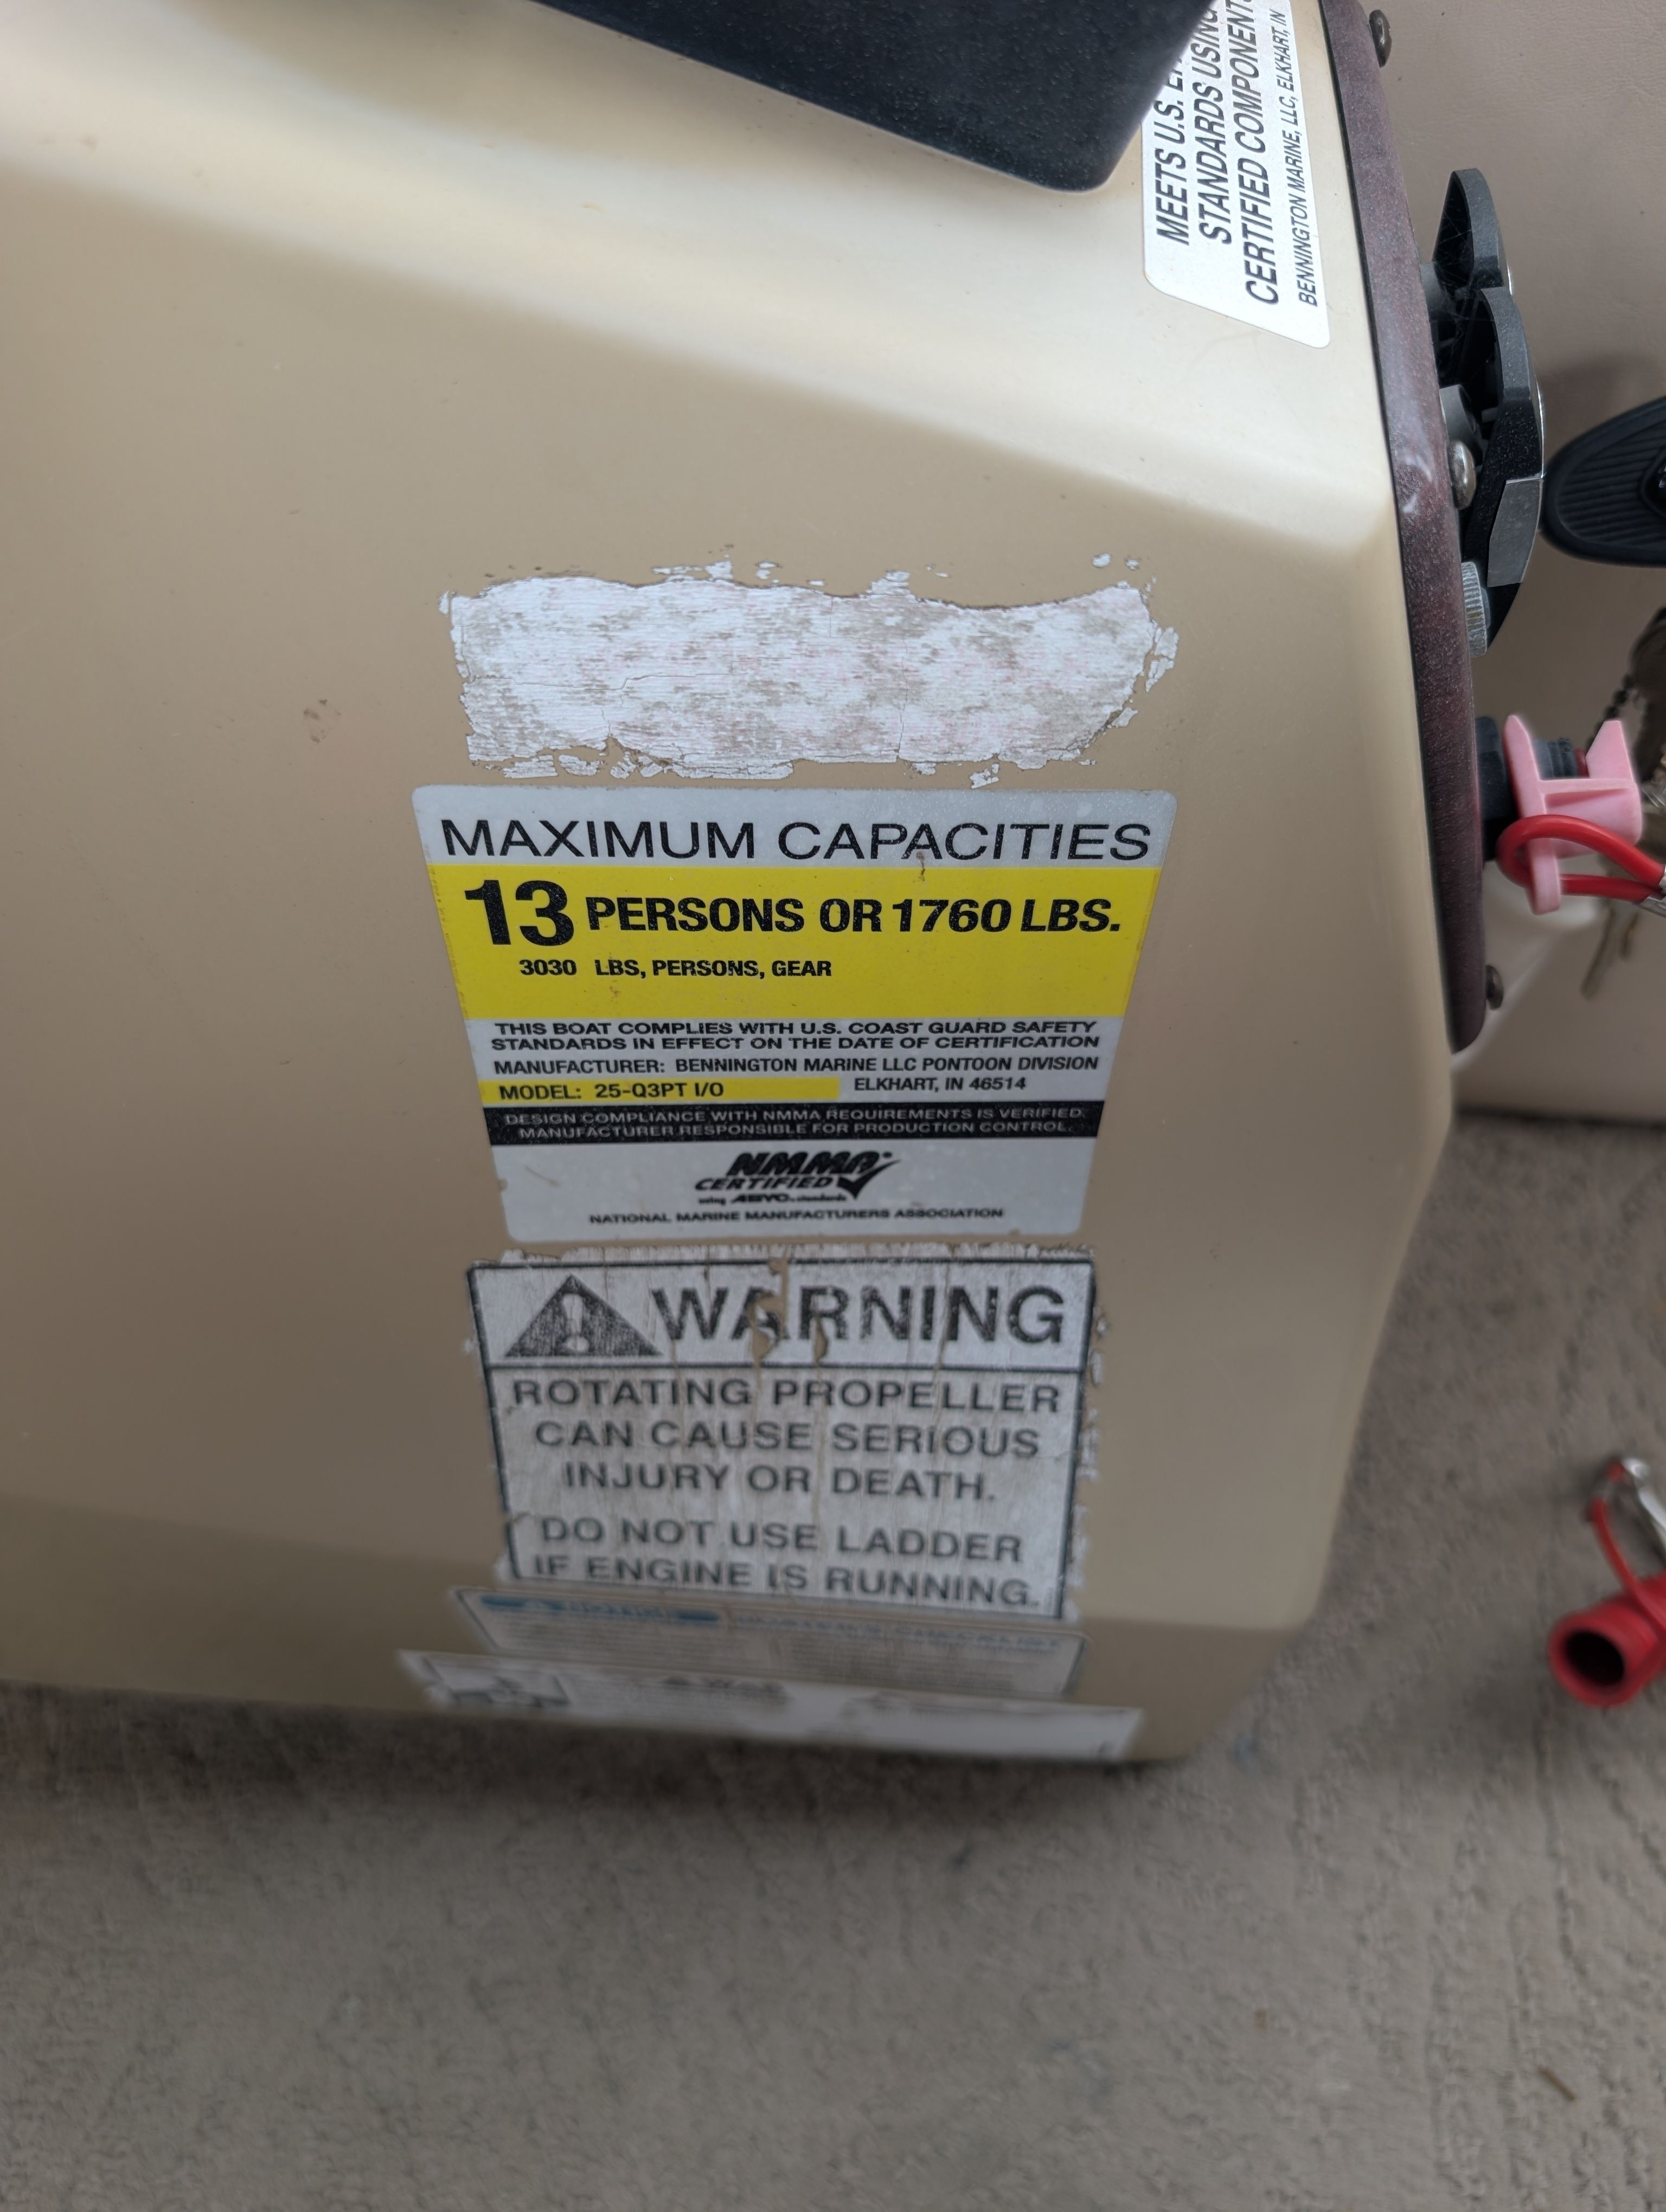 MEETS U.S.
STANDARDS USING
CERTIFIED COMPONENTS
BENNINGTON MARINE, LLC, ELKHART, IN
MAXIMUM CAPACITIES
13 PERSONS OR 1760 LBS.
3030 LBS, PERSONS, GEAR
THIS BOAT COMPLIES WITH U.S. COAST GUARD SAFETY
STANDARDS IN EFFECT ON THE DATE OF CERTIFICATION
MANUFACTURER: BENNINGTON MARINE LLC PONTOON DIVISION
MODEL: 25-Q3PT I/O ELKHART, IN 46514
DESIGN COMPLIANCE WITH NMMA REQUIREMENTS IS VERIFIED.
MANUFACTURER RESPONSIBLE FOR PRODUCTION CONTROL.
NMMA
CERTIFIED
using ABYC standards
NATIONAL MARINE MANUFACTURERS ASSOCIATION
WARNING
ROTATING PROPELLER
CAN CAUSE SERIOUS
INJURY OR DEATH.
DO NOT USE LADDER
IF ENGINE IS RUNNING.